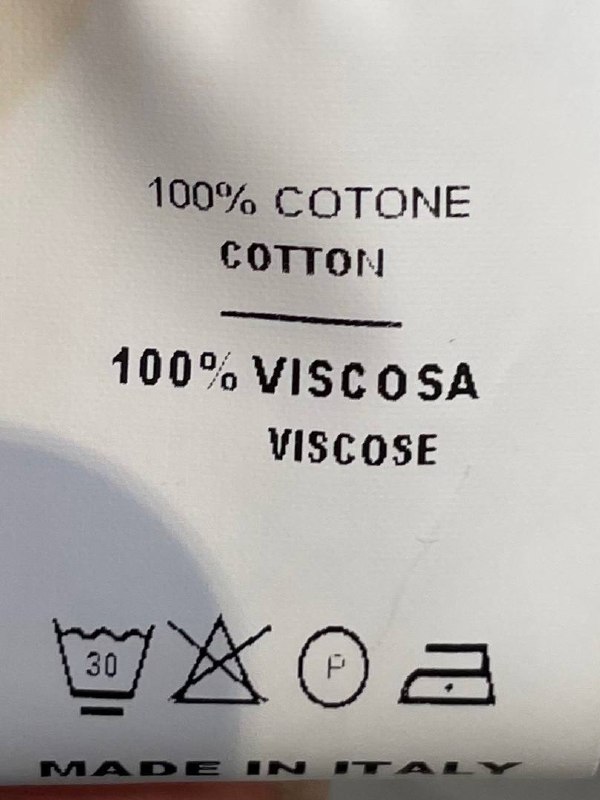 100% COTONE
COTTON
100% VISCOSA
VISCOSE
30 P
MADE IN ITALY